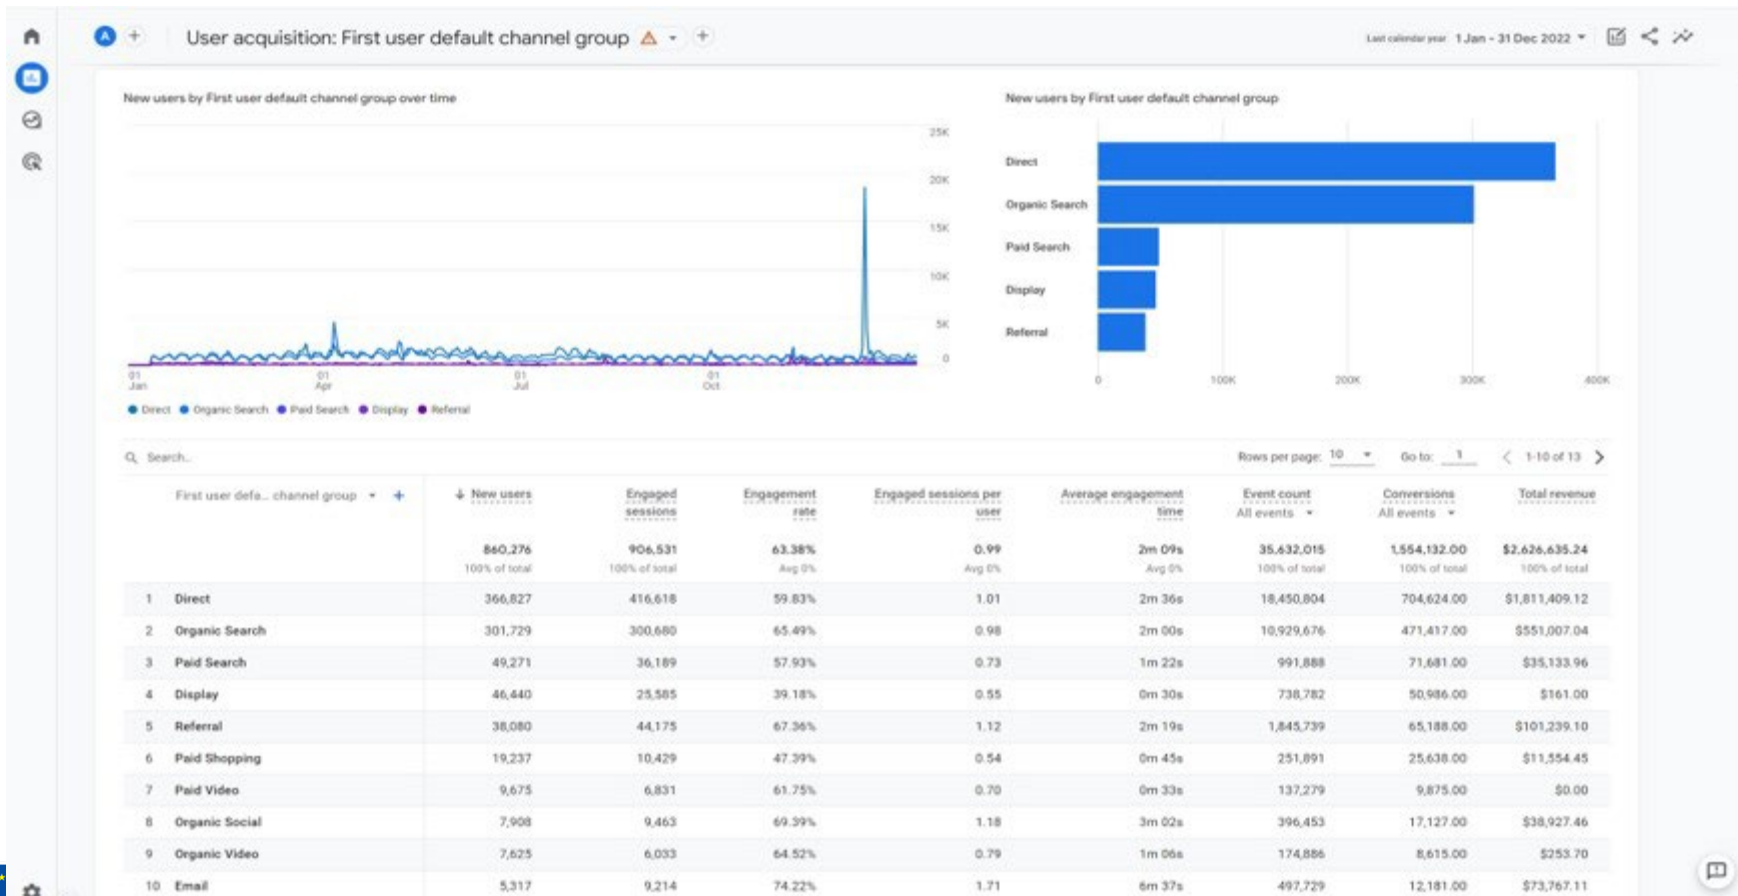 A
User acquisition: First user default channel group
Last calendar year 1 Jan - 31 Dec 2022
New users by First user default channel group over time
25K
20K
15K
10K
5K
0
01 Jan
01 Apr
01 Jul
01 Oct
Direct Organic Search Paid Search Display Referral
New users by First user default channel group
Direct
Organic Search
Paid Search
Display
Referral
0 100K 200K 300K 400K
Search...
Rows per page: 10 Go to: 1 1-10 of 13
First user defa... channel group + ↓ New users Engaged sessions Engagement rate Engaged sessions per user Average engagement time Event count All events Conversions All events Total revenue
860,276 906,531 63.38% 0.99 2m 09s 35,632,015 1,554,132.00 $2,626,635.24
100% of total 100% of total Avg 0% Avg 0% Avg 0% 100% of total 100% of total 100% of total
1 Direct 366,827 416,618 59.83% 1.01 2m 36s 18,450,804 704,624.00 $1,811,409.12
2 Organic Search 301,729 300,680 65.49% 0.98 2m 00s 10,929,676 471,417.00 $551,007.04
3 Paid Search 49,271 36,189 57.93% 0.73 1m 22s 991,888 71,681.00 $35,133.96
4 Display 46,440 25,585 39.18% 0.55 0m 30s 738,782 50,986.00 $161.00
5 Referral 38,080 44,175 67.36% 1.12 2m 19s 1,845,739 65,188.00 $101,239.10
6 Paid Shopping 19,237 10,429 47.39% 0.54 0m 45s 251,891 25,638.00 $11,554.45
7 Paid Video 9,675 6,831 61.75% 0.70 0m 33s 137,279 9,875.00 $0.00
8 Organic Social 7,908 9,463 69.39% 1.18 3m 02s 396,453 17,127.00 $38,927.46
9 Organic Video 7,625 6,033 64.52% 0.79 1m 06s 174,886 8,615.00 $253.70
10 Email 5,317 9,214 74.22% 1.71 6m 37s 497,729 12,181.00 $73,767.11